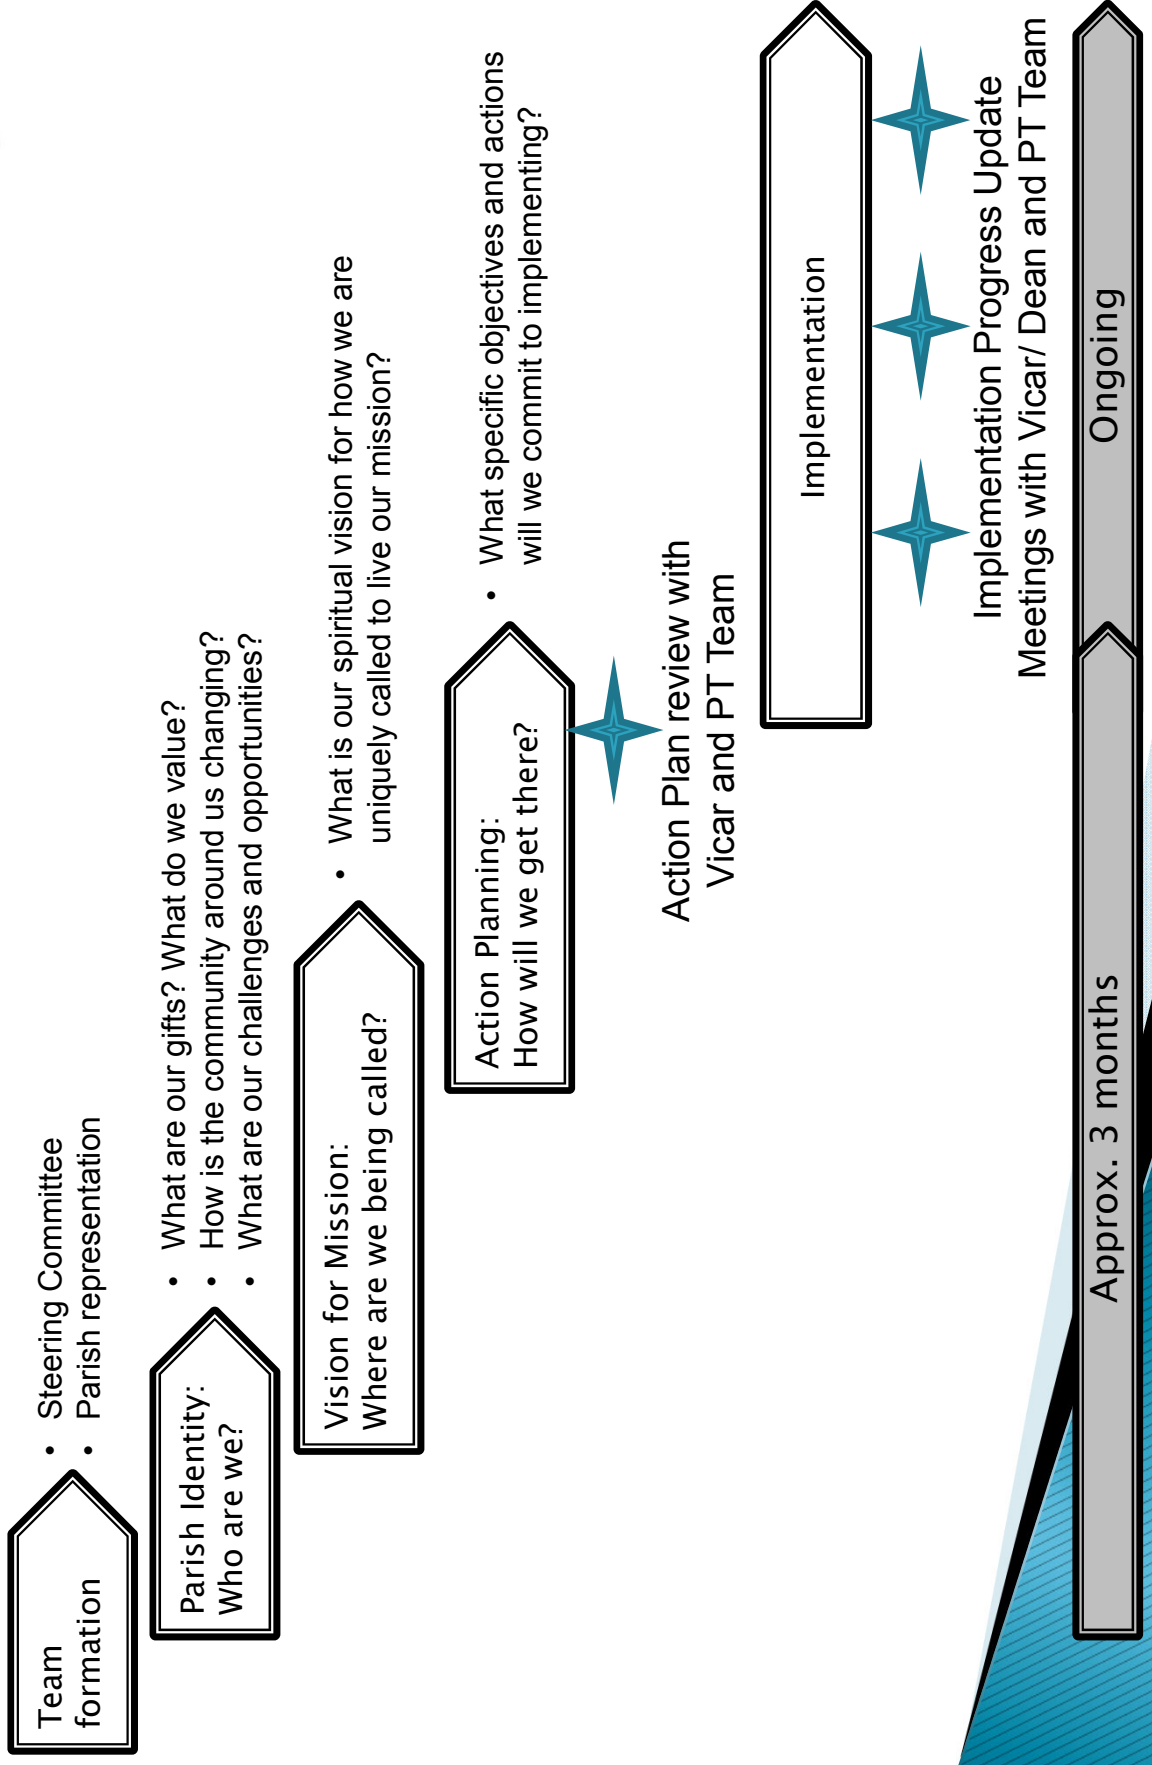 Team
formation
• Steering Committee
• Parish representation
Parish Identity:
Who are we?
• What are our gifts? What do we value?
• How is the community around us changing?
• What are our challenges and opportunities?
Vision for Mission:
Where are we being called?
• What is our spiritual vision for how we are
uniquely called to live our mission?
Action Planning:
How will we get there?
• What specific objectives and actions
will we commit to implementing?
Action Plan review with
Vicar and PT Team
Implementation
Implementation Progress Update
Meetings with Vicar/ Dean and PT Team
Approx. 3 months
Ongoing